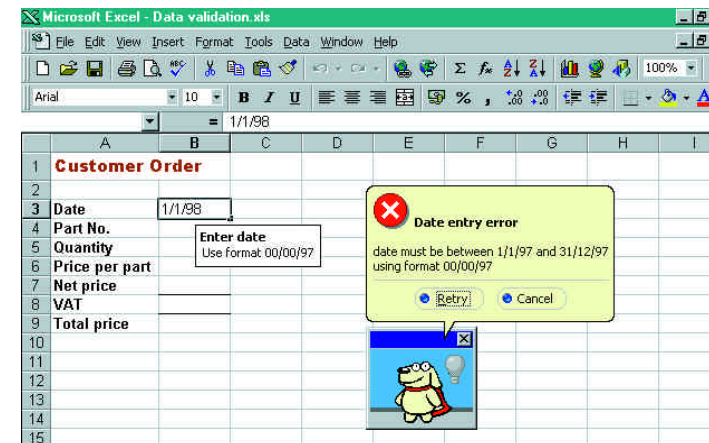 Microsoft Excel - Data validation.xls
File Edit View Insert Format Tools Data Window Help
100%
Arial 10 B I U % ,
= 1/1/98
A B C D E F G H I
1 Customer Order
2
3 Date 1/1/98
4 Part No.
5 Quantity
6 Price per part
7 Net price
8 VAT
9 Total price
10
11
12
13
14
15
Enter date
Use format 00/00/97
Date entry error
date must be between 1/1/97 and 31/12/97
using format 00/00/97
Retry Cancel